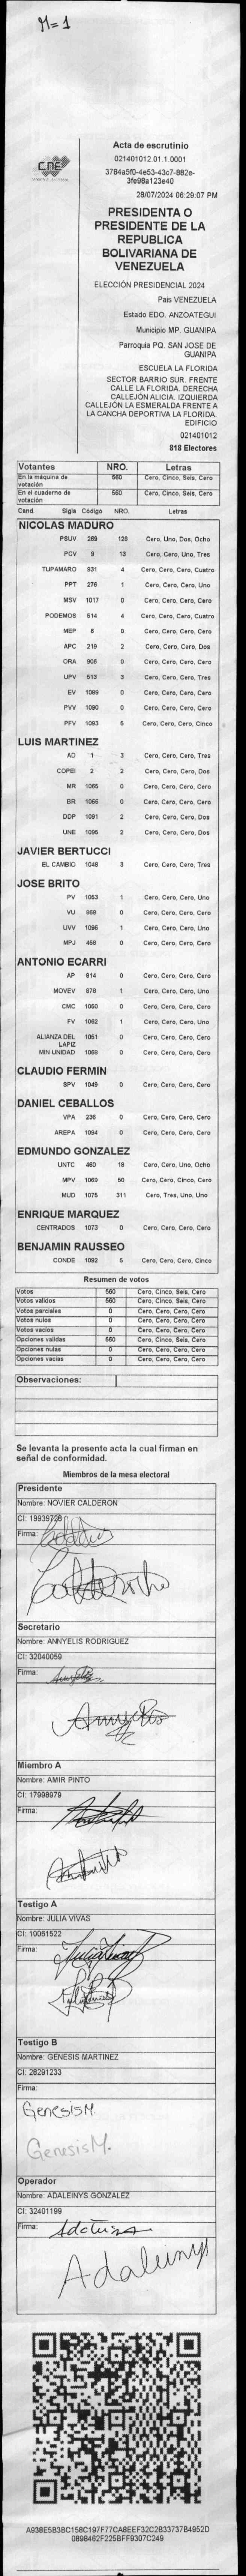 M=1
CNE
Acta de escrutinio
021401012.01.1.0001
3784a5f0-4e53-43c7-882e-
3fe98a123e40
28/07/2024 06:29:07 PM
PRESIDENTA O
PRESIDENTE DE LA
REPUBLICA
BOLIVARIANA DE
VENEZUELA
ELECCIÓN PRESIDENCIAL 2024
Pais VENEZUELA
Estado EDO. ANZOATEGUI
Municipio MP. GUANIPA
Parroquia PQ. SAN JOSE DE
GUANIPA
ESCUELA LA FLORIDA
SECTOR BARRIO SUR. FRENTE
CALLE LA FLORIDA. DERECHA
CALLEJÓN ALICIA. IZQUIERDA
CALLEJÓN LA ESMERALDA FRENTE A
LA CANCHA DEPORTIVA LA FLORIDA.
EDIFICIO
021401012
818 Electores
Votantes NRO. Letras
En la máquina de votación 560 Cero, Cinco, Seis, Cero
En el cuaderno de votación 560 Cero, Cinco, Seis, Cero
Cand. Sigla Código NRO. Letras
NICOLAS MADURO
PSUV 269 128 Cero, Uno, Dos, Ocho
PCV 9 13 Cero, Cero, Uno, Tres
TUPAMARO 931 4 Cero, Cero, Cero, Cuatro
PPT 276 1 Cero, Cero, Cero, Uno
MSV 1017 0 Cero, Cero, Cero, Cero
PODEMOS 514 4 Cero, Cero, Cero, Cuatro
MEP 6 0 Cero, Cero, Cero, Cero
APC 219 2 Cero, Cero, Cero, Dos
ORA 906 0 Cero, Cero, Cero, Cero
UPV 513 3 Cero, Cero, Cero, Tres
EV 1089 0 Cero, Cero, Cero, Cero
PVV 1090 0 Cero, Cero, Cero, Cero
PFV 1093 5 Cero, Cero, Cero, Cinco
LUIS MARTINEZ
AD 1 3 Cero, Cero, Cero, Tres
COPEI 2 2 Cero, Cero, Cero, Dos
MR 1065 0 Cero, Cero, Cero, Cero
BR 1066 0 Cero, Cero, Cero, Cero
DDP 1091 2 Cero, Cero, Cero, Dos
UNE 1095 2 Cero, Cero, Cero, Dos
JAVIER BERTUCCI
EL CAMBIO 1048 3 Cero, Cero, Cero, Tres
JOSE BRITO
PV 1053 1 Cero, Cero, Cero, Uno
VU 869 0 Cero, Cero, Cero, Cero
UVV 1096 1 Cero, Cero, Cero, Uno
MPJ 458 0 Cero, Cero, Cero, Cero
ANTONIO ECARRI
AP 814 0 Cero, Cero, Cero, Cero
MOVEV 878 1 Cero, Cero, Cero, Uno
CMC 1050 0 Cero, Cero, Cero, Cero
FV 1062 1 Cero, Cero, Cero, Uno
ALIANZA DEL LAPIZ 1051 0 Cero, Cero, Cero, Cero
MIN UNIDAD 1098 0 Cero, Cero, Cero, Cero
CLAUDIO FERMIN
SPV 1049 0 Cero, Cero, Cero, Cero
DANIEL CEBALLOS
VPA 236 0 Cero, Cero, Cero, Cero
AREPA 1094 0 Cero, Cero, Cero, Cero
EDMUNDO GONZALEZ
UNTC 460 18 Cero, Cero, Uno, Ocho
MPV 1069 50 Cero, Cero, Cinco, Cero
MUD 1075 311 Cero, Tres, Uno, Uno
ENRIQUE MARQUEZ
CENTRADOS 1073 0 Cero, Cero, Cero, Cero
BENJAMIN RAUSSEO
CONDE 1092 5 Cero, Cero, Cero, Cinco
Resumen de votos
Votos 560 Cero, Cinco, Seis, Cero
Votos validos 560 Cero, Cinco, Seis, Cero
Votos parciales 0 Cero, Cero, Cero, Cero
Votos nulos 0 Cero, Cero, Cero, Cero
Votos vacios 0 Cero, Cero, Cero, Cero
Opciones validas 560 Cero, Cinco, Seis, Cero
Opciones nulas 0 Cero, Cero, Cero, Cero
Opciones vacias 0 Cero, Cero, Cero, Cero
Observaciones:
Se levanta la presente acta la cual firman en
señal de conformidad.
Miembros de la mesa electoral
Presidente
Nombre: NOVIER CALDERON
CI: 19939728
Firma:
Secretario
Nombre: ANNYELIS RODRIGUEZ
CI: 32040059
Firma:
Miembro A
Nombre: AMIR PINTO
CI: 17998979
Firma:
Testigo A
Nombre: JULIA VIVAS
CI: 10061522
Firma:
Testigo B
Nombre: GENESIS MARTINEZ
CI: 28291233
Firma:
GenesisM.
GenesisM.
Operador
Nombre: ADALEINYS GONZALEZ
CI: 32401199
Firma:
Adaleinys
A938E5B3BC158C197F77CA8EEF32C2B33737B4952D
0898462F225BFF9307C249